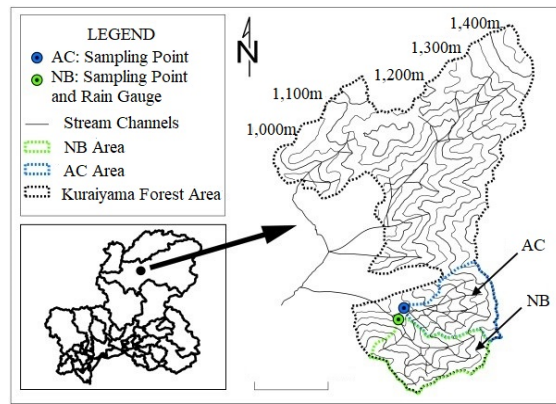 LEGEND
AC: Sampling Point
NB: Sampling Point
and Rain Gauge
Stream Channels
NB Area
AC Area
Kuraiyama Forest Area
N
1,400m
1,300m
1,200m
1,100m
1,000m
AC
NB